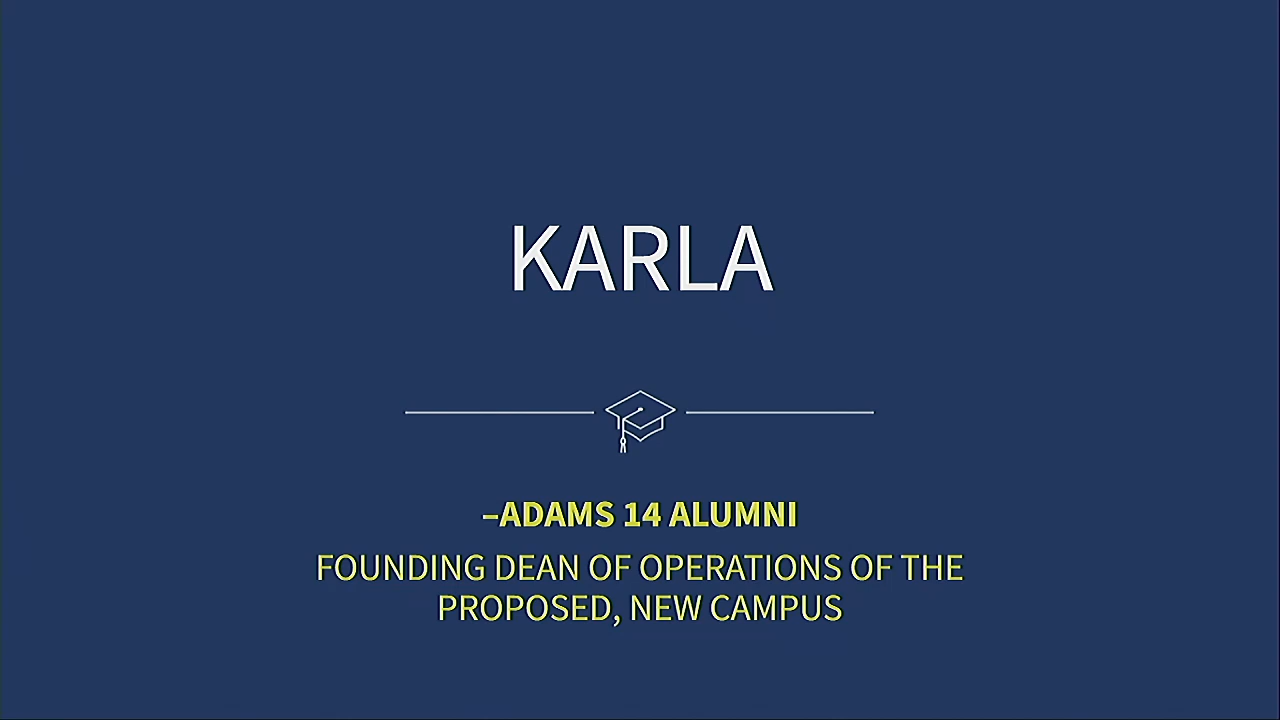 KARLA
–ADAMS 14 ALUMNI
FOUNDING DEAN OF OPERATIONS OF THE
PROPOSED, NEW CAMPUS